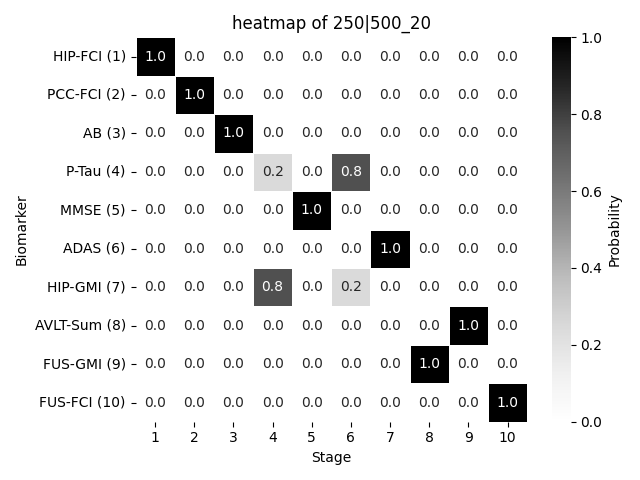 heatmap of 250|500_20
HIP-FCI (1) 1.0 0.0 0.0 0.0 0.0 0.0 0.0 0.0 0.0 0.0
PCC-FCI (2) 0.0 1.0 0.0 0.0 0.0 0.0 0.0 0.0 0.0 0.0
AB (3) 0.0 0.0 1.0 0.0 0.0 0.0 0.0 0.0 0.0 0.0
P-Tau (4) 0.0 0.0 0.0 0.2 0.0 0.8 0.0 0.0 0.0 0.0
MMSE (5) 0.0 0.0 0.0 0.0 1.0 0.0 0.0 0.0 0.0 0.0
ADAS (6) 0.0 0.0 0.0 0.0 0.0 0.0 1.0 0.0 0.0 0.0
HIP-GMI (7) 0.0 0.0 0.0 0.8 0.0 0.2 0.0 0.0 0.0 0.0
AVLT-Sum (8) 0.0 0.0 0.0 0.0 0.0 0.0 0.0 0.0 1.0 0.0
FUS-GMI (9) 0.0 0.0 0.0 0.0 0.0 0.0 0.0 1.0 0.0 0.0
FUS-FCI (10) 0.0 0.0 0.0 0.0 0.0 0.0 0.0 0.0 0.0 1.0
1 2 3 4 5 6 7 8 9 10
Stage
Biomarker
1.0
0.8
0.6
0.4
0.2
0.0
Probability